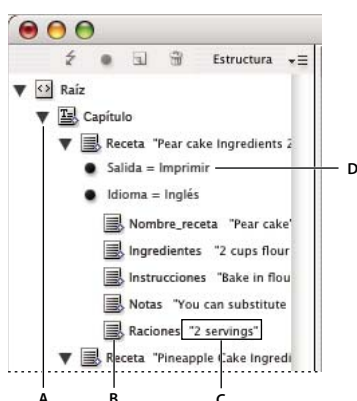 Estructura
Raíz
Capítulo
Receta "Pear cake Ingredients 2
Salida = Imprimir
D
Idioma = Inglés
Nombre_receta "Pear cake"
Ingredientes "2 cups flour
Instrucciones "Bake in flou
Notas "You can substitute
Raciones "2 servings"
Receta "Pineapple Cake Ingredi
A B C